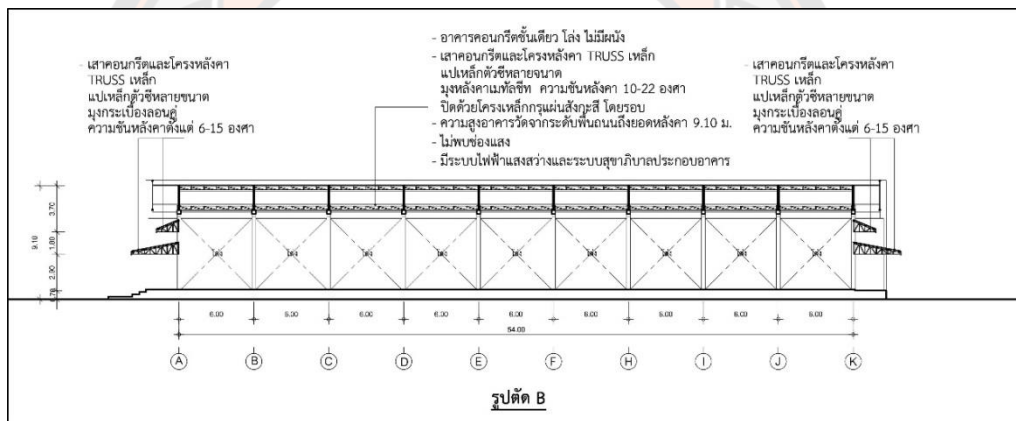 - อาคารคอนกรีตชั้นเดียว โล่ง ไม่มีผนัง
- เสาคอนกรีตและโครงหลังคา TRUSS เหล็ก
แปเหล็กตัวซีหลายขนาด
มุงหลังคาเมทัลชีท ความชันหลังคา 10-22 องศา
ปิดด้วยโครงเหล็กกรุแผ่นสังกะสี โดยรอบ
- ความสูงอาคารวัดจากระดับพื้นถนนถึงยอดหลังคา 9.10 ม.
- ไม่พบช่องแสง
- มีระบบไฟฟ้าแสงสว่างและระบบสุขาภิบาลประกอบอาคาร
- เสาคอนกรีตและโครงหลังคา
TRUSS เหล็ก
แปเหล็กตัวซีหลายขนาด
มุงกระเบื้องลอนคู่
ความชันหลังคาตั้งแต่ 6-15 องศา
- เสาคอนกรีตและโครงหลังคา
TRUSS เหล็ก
แปเหล็กตัวซีหลายขนาด
มุงกระเบื้องลอนคู่
ความชันหลังคาตั้งแต่ 6-15 องศา
3.70
1.80
2.90
6.00 6.00 6.00 6.00 6.00 6.00 6.00 6.00 6.00
54.00
A B C D E F H I J K
รูปตัด B